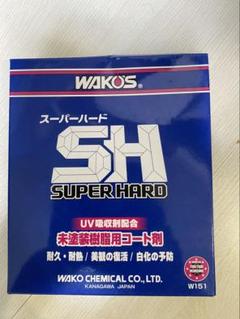 WAKO'S
スーパーハード
SH
SUPER HARD
UV吸収剤配合
未塗装樹脂用コート剤
耐久・耐熱/美観の復活/白化の予防
WAKO CHEMICAL CO., LTD.
KANAGAWA JAPAN
W151